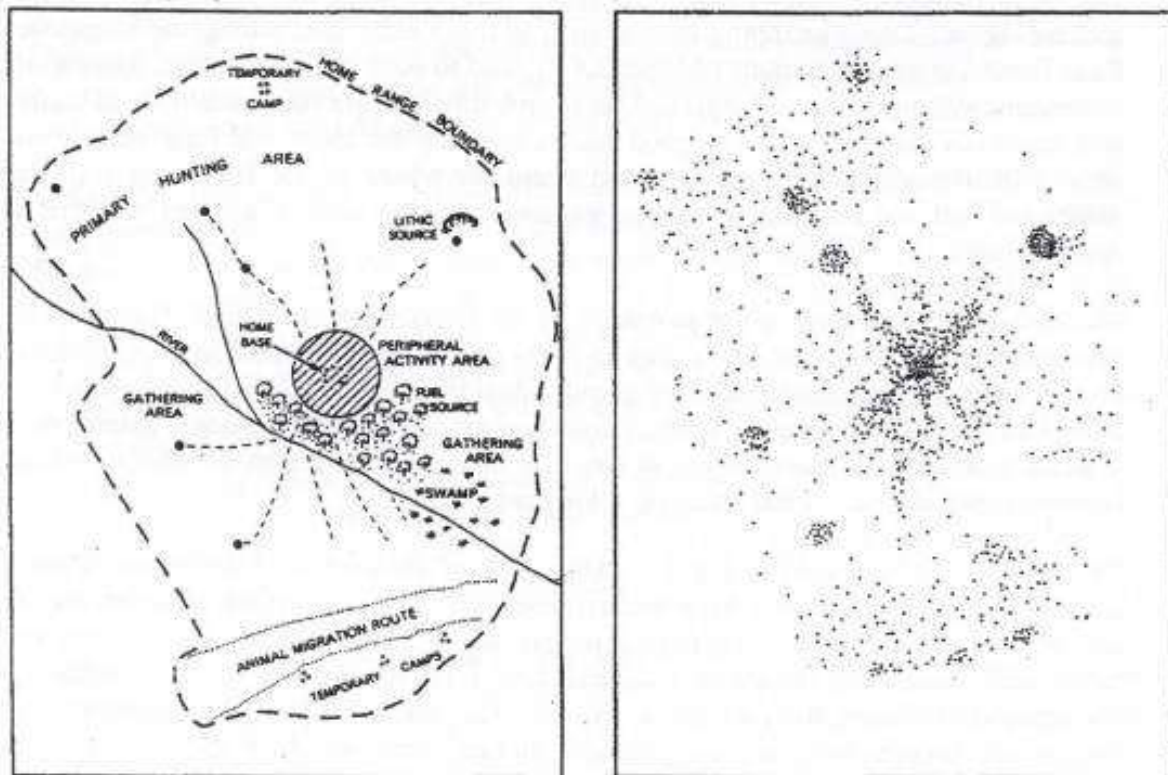 TEMPORARY
CAMP
HOME RANGE BOUNDARY
PRIMARY HUNTING AREA
LITHIC
SOURCE
HOME
BASE
PERIPHERAL
ACTIVITY AREA
RIVER
FUEL
SOURCE
GATHERING
AREA
GATHERING
AREA
SWAMP
ANIMAL MIGRATION ROUTE
TEMPORARY CAMPS